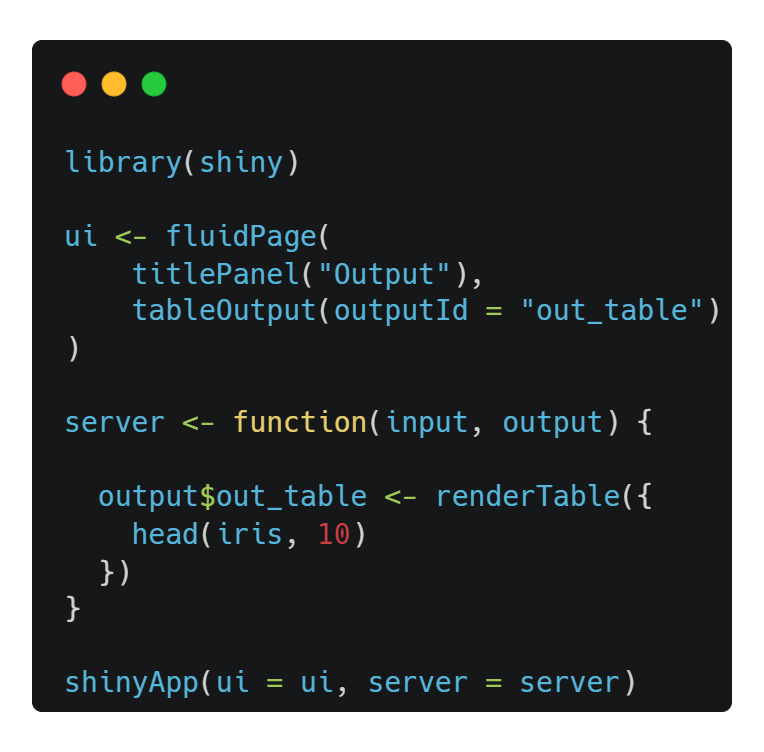 library(shiny)

ui <- fluidPage(
    titlePanel("Output"),
    tableOutput(outputId = "out_table")
)

server <- function(input, output) {

  output$out_table <- renderTable({
    head(iris, 10)
  })
}

shinyApp(ui = ui, server = server)